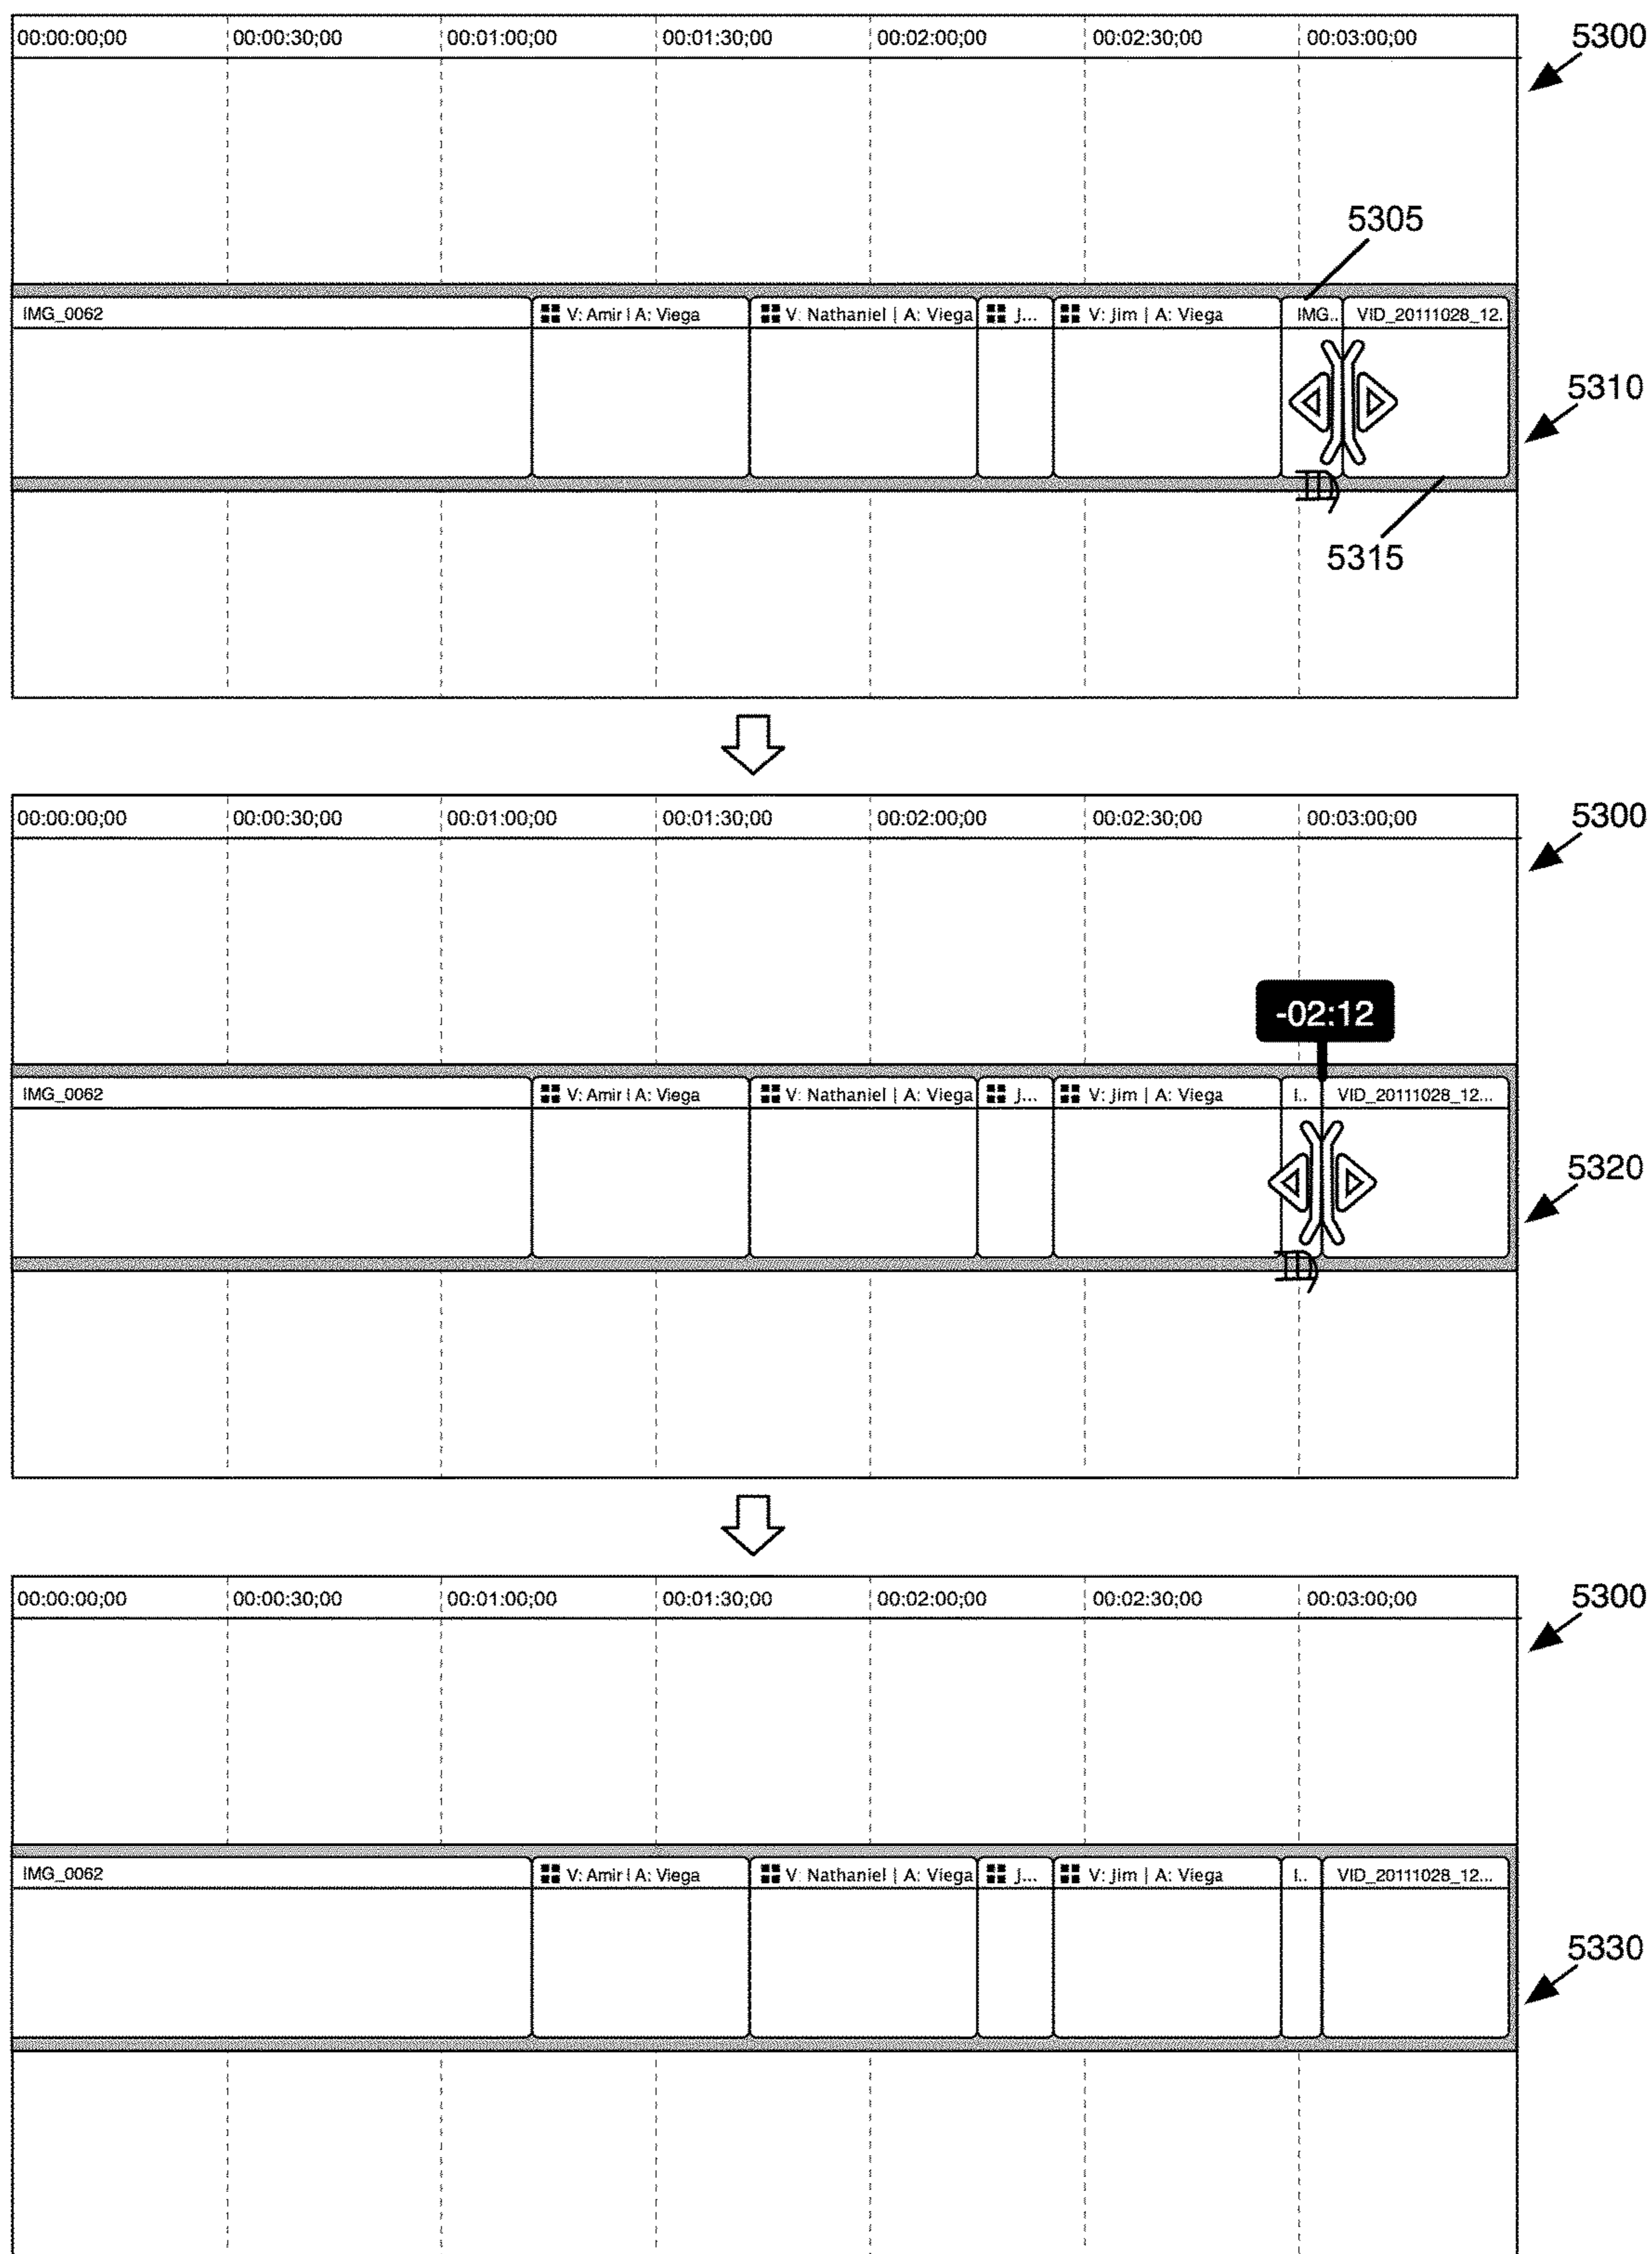 00:00:00;00 00:00:30;00 00:01:00;00 00:01:30;00 00:02:00;00 00:02:30;00 00:03:00;00
5300
5305
IMG_0062 V: Amir | A: Viega V: Nathaniel | A: Viega J... V: Jim | A: Viega IMG.. VID_20111028_12.
5310
5315
00:00:00;00 00:00:30;00 00:01:00;00 00:01:30;00 00:02:00;00 00:02:30;00 00:03:00;00
5300
-02:12
IMG_0062 V: Amir | A: Viega V: Nathaniel | A: Viega J... V: Jim | A: Viega I.. VID_20111028_12...
5320
00:00:00;00 00:00:30;00 00:01:00;00 00:01:30;00 00:02:00;00 00:02:30;00 00:03:00;00
5300
IMG_0062 V: Amir | A: Viega V: Nathaniel | A: Viega J... V: Jim | A: Viega I.. VID_20111028_12...
5330